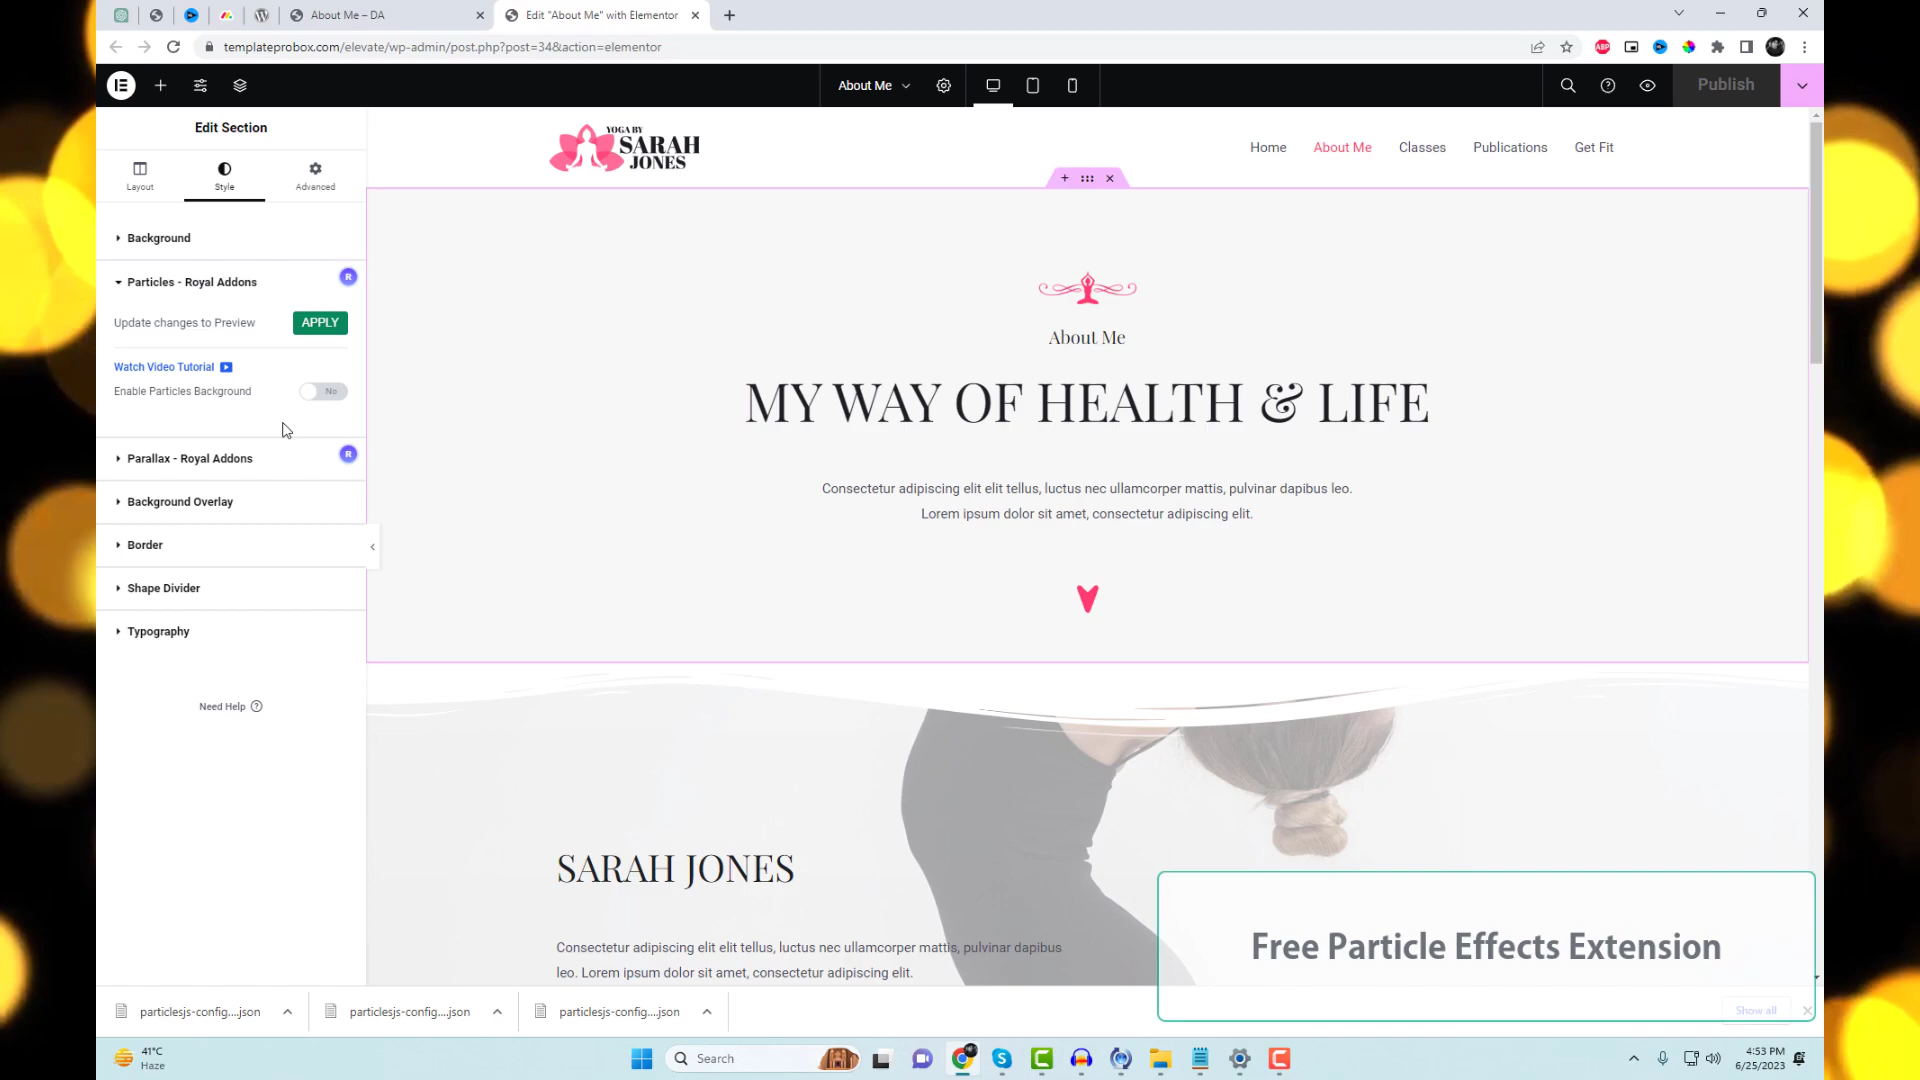 About Me – DA
Edit "About Me" with Elementor
templateprobox.com/elevate/wp-admin/post.php?post=34&action=elementor
ABP
About Me
Publish
Edit Section
Layout
Style
Advanced
Background
Particles - Royal Addons
R
Update changes to Preview
APPLY
Watch Video Tutorial
Enable Particles Background
No
Parallax - Royal Addons
R
Background Overlay
Border
Shape Divider
Typography
Need Help
YOGA BY
SARAH
JONES
Home
About Me
Classes
Publications
Get Fit
About Me
MY WAY OF HEALTH & LIFE
Consectetur adipiscing elit elit tellus, luctus nec ullamcorper mattis, pulvinar dapibus leo.
Lorem ipsum dolor sit amet, consectetur adipiscing elit.
SARAH JONES
Consectetur adipiscing elit elit tellus, luctus nec ullamcorper mattis, pulvinar dapibus
leo. Lorem ipsum dolor sit amet, consectetur adipiscing elit.
Free Particle Effects Extension
particlesjs-config....json
particlesjs-config....json
particlesjs-config....json
Show all
41°C
Haze
Search
4:53 PM
6/25/2023